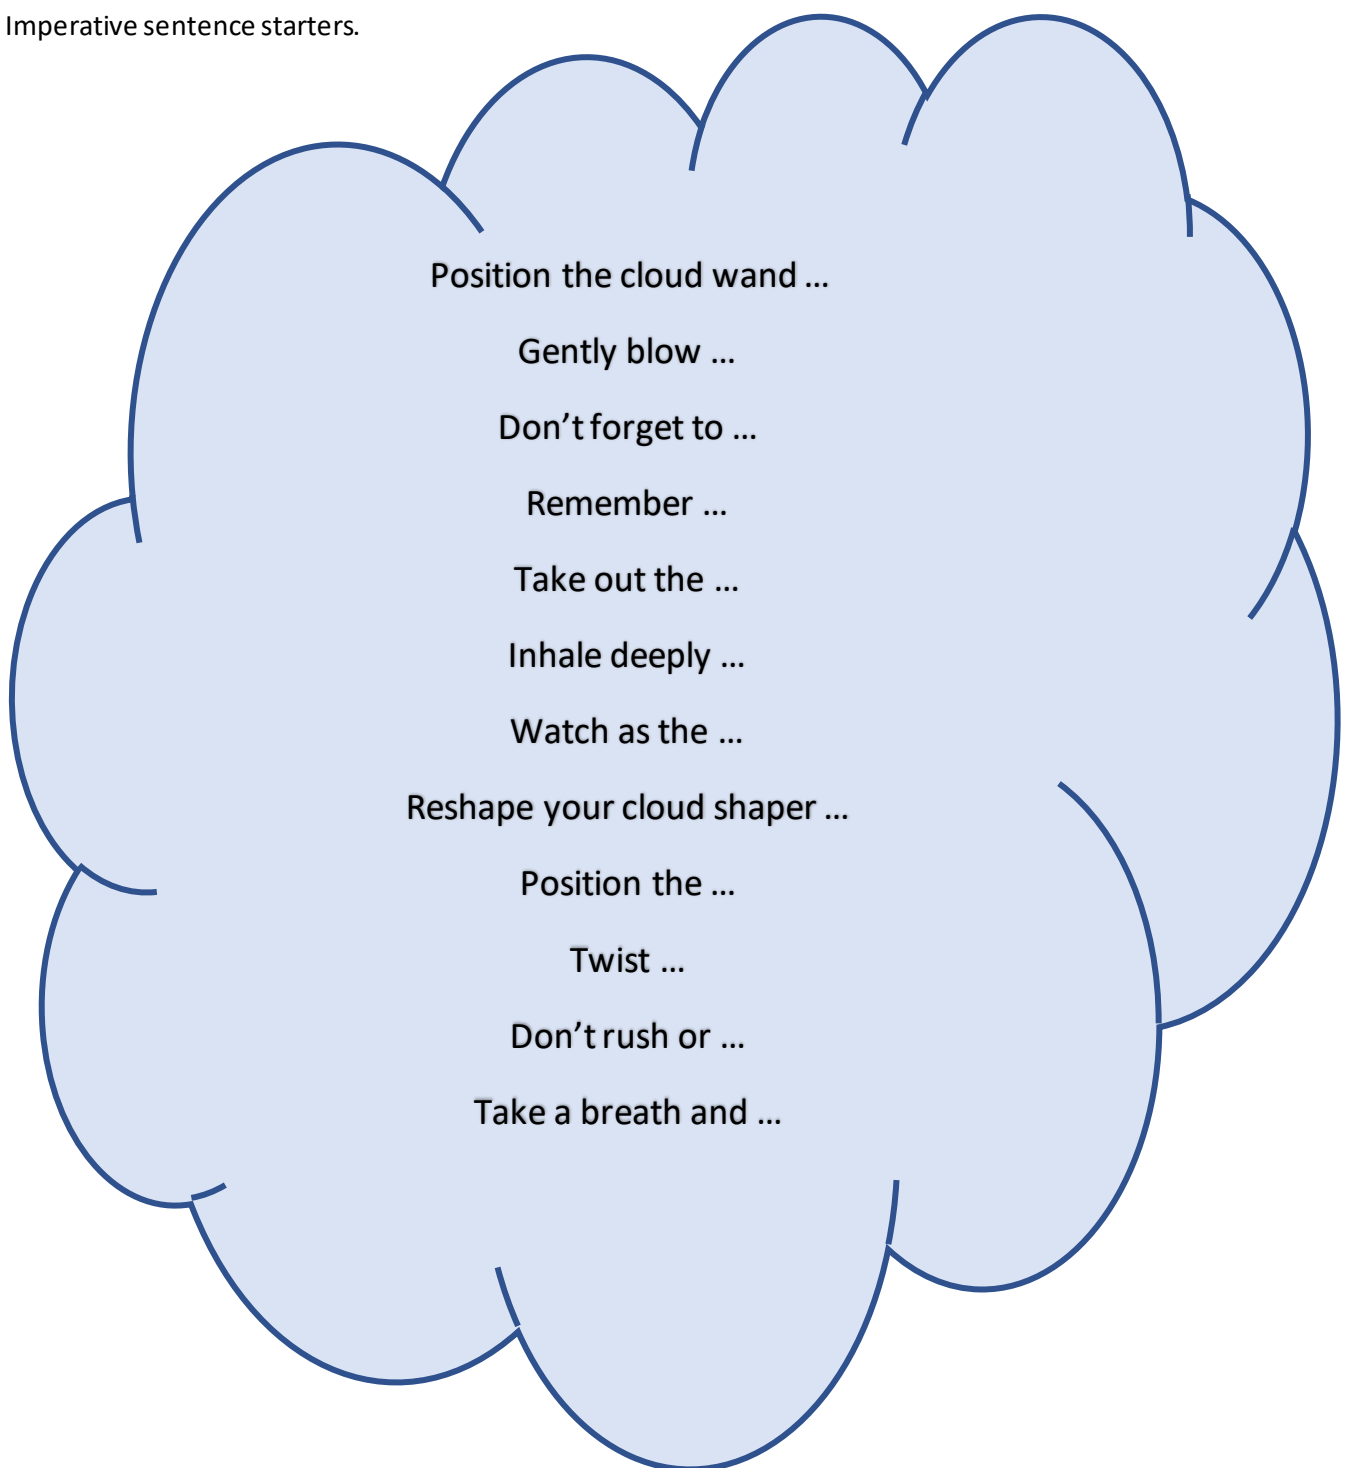 Imperative sentence starters.
Position the cloud wand …
Gently blow …
Don’t forget to …
Remember …
Take out the …
Inhale deeply …
Watch as the …
Reshape your cloud shaper …
Position the …
Twist …
Don’t rush or …
Take a breath and …